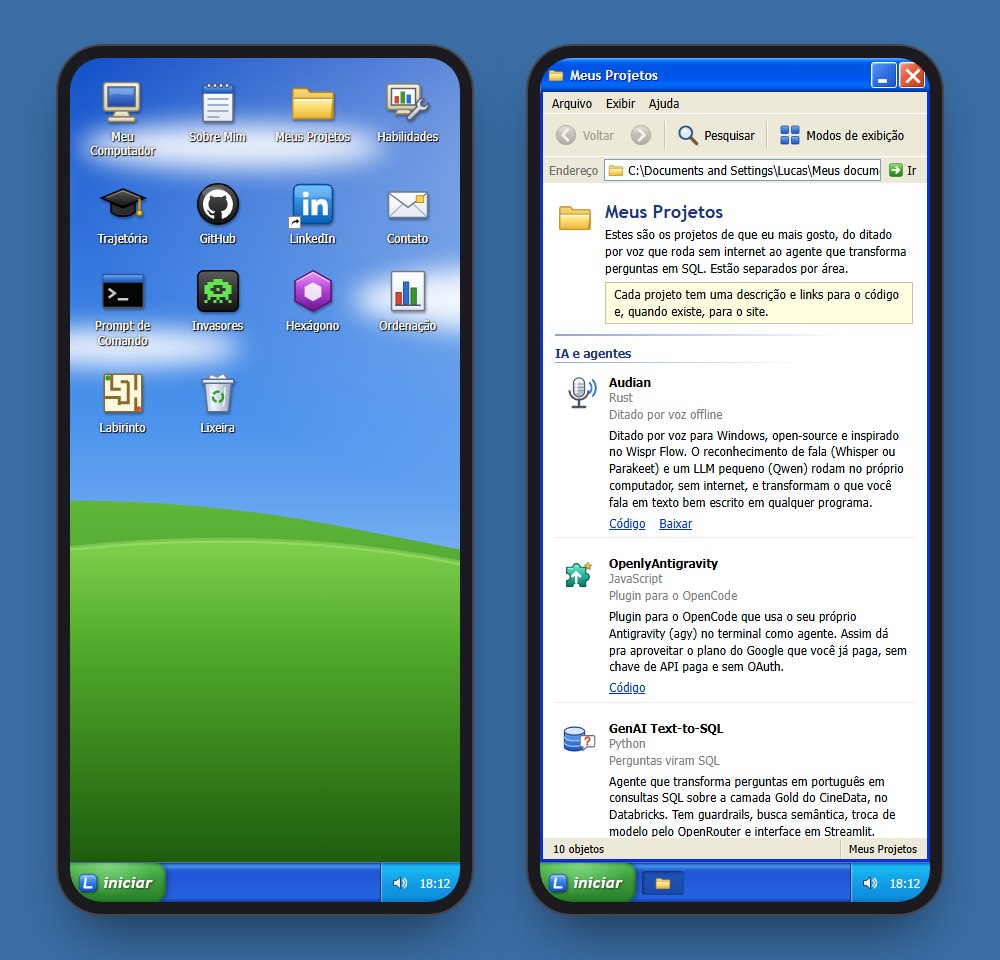 Meu
Computador
Sobre Mim
Meus Projetos
Habilidades
Trajetória
GitHub
in
LinkedIn
Contato
>_
Prompt de
Comando
Invasores
Hexágono
Ordenação
Labirinto
Lixeira
L iniciar
18:12
Meus Projetos
Arquivo Exibir Ajuda
Voltar Pesquisar Modos de exibição
Endereço C:\Documents and Settings\Lucas\Meus docum Ir
Meus Projetos
Estes são os projetos de que eu mais gosto, do ditado
por voz que roda sem internet ao agente que transforma
perguntas em SQL. Estão separados por área.
Cada projeto tem uma descrição e links para o código
e, quando existe, para o site.
IA e agentes
Audian
Rust
Ditado por voz offline
Ditado por voz para Windows, open-source e inspirado
no Wispr Flow. O reconhecimento de fala (Whisper ou
Parakeet) e um LLM pequeno (Qwen) rodam no próprio
computador, sem internet, e transformam o que você
fala em texto bem escrito em qualquer programa.
Código Baixar
OpenlyAntigravity
JavaScript
Plugin para o OpenCode
Plugin para o OpenCode que usa o seu próprio
Antigravity (agy) no terminal como agente. Assim dá
pra aproveitar o plano do Google que você já paga, sem
chave de API paga e sem OAuth.
Código
?
GenAI Text-to-SQL
Python
Perguntas viram SQL
Agente que transforma perguntas em português em
consultas SQL sobre a camada Gold do CineData, no
Databricks. Tem guardrails, busca semântica, troca de
modelo pelo OpenRouter e interface em Streamlit.
10 objetos Meus Projetos
L iniciar
18:12